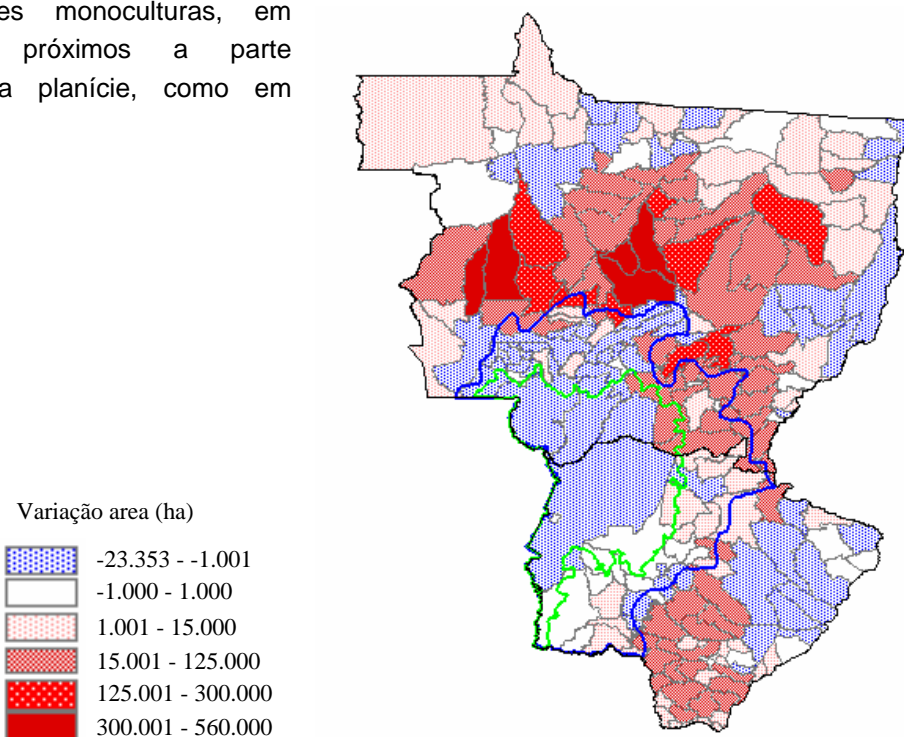 es monoculturas, em
próximos a parte
a planície, como em
Variação area (ha)
-23.353 - -1.001
-1.000 - 1.000
1.001 - 15.000
15.001 - 125.000
125.001 - 300.000
300.001 - 560.000